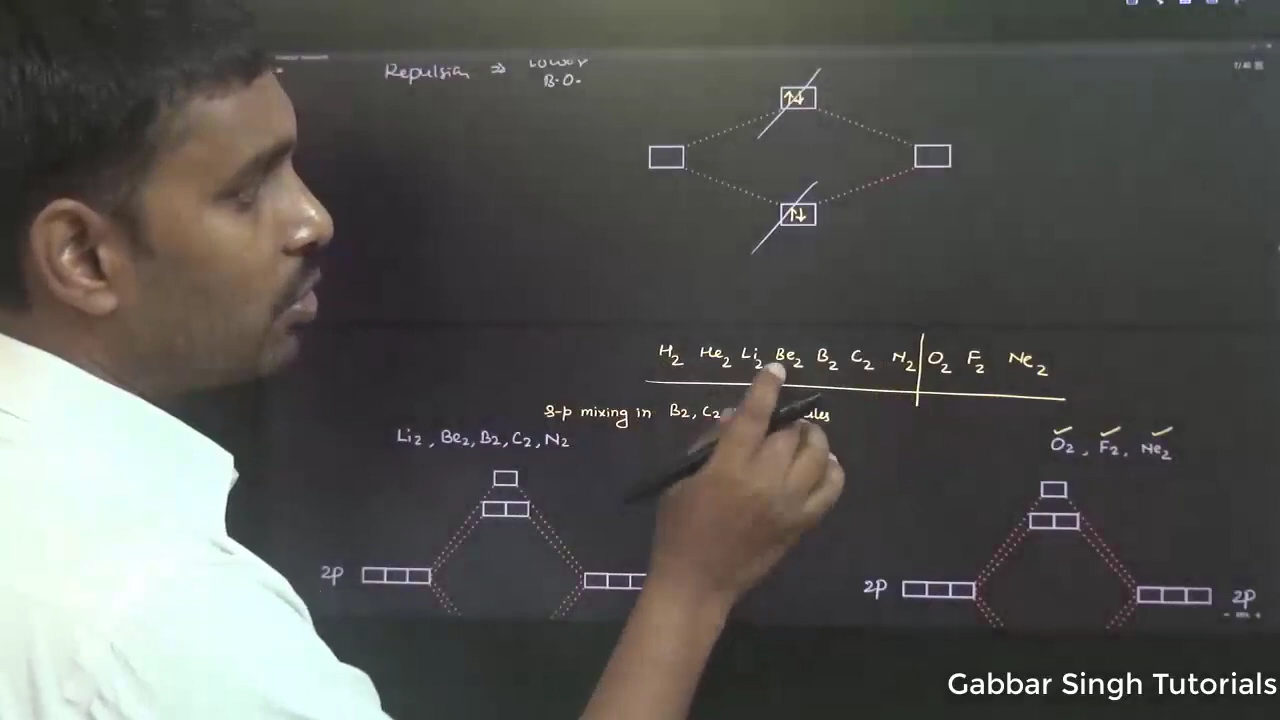 Repulsion ⇒ Lower
B.O.
H₂ He₂ Li₂ Be₂ B₂ C₂ N₂ O₂ F₂ Ne₂
s-p mixing in B₂, C₂
Li₂, Be₂, B₂, C₂, N₂
O₂, F₂, Ne₂
2p
2p 2p
Gabbar Singh Tutorials